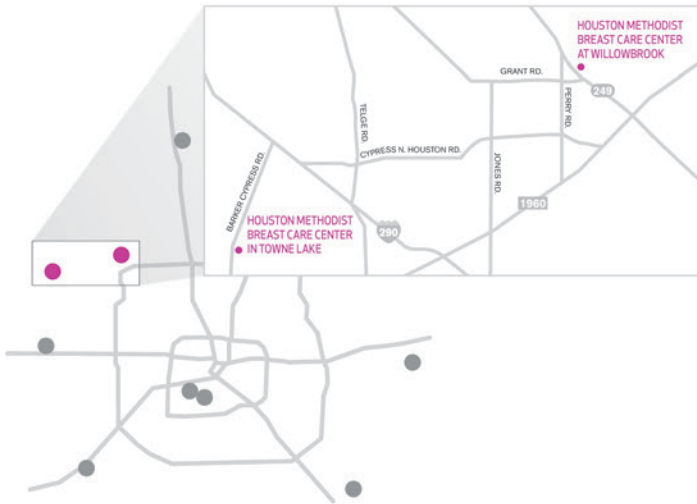 HOUSTON METHODIST
BREAST CARE CENTER
AT WILLOWBROOK
GRANT RD.
249
PERRY RD.
TELGE RD.
CYPRESS N. HOUSTON RD.
JONES RD.
BARKER CYPRESS RD.
1960
HOUSTON METHODIST
BREAST CARE CENTER
IN TOWNE LAKE
290